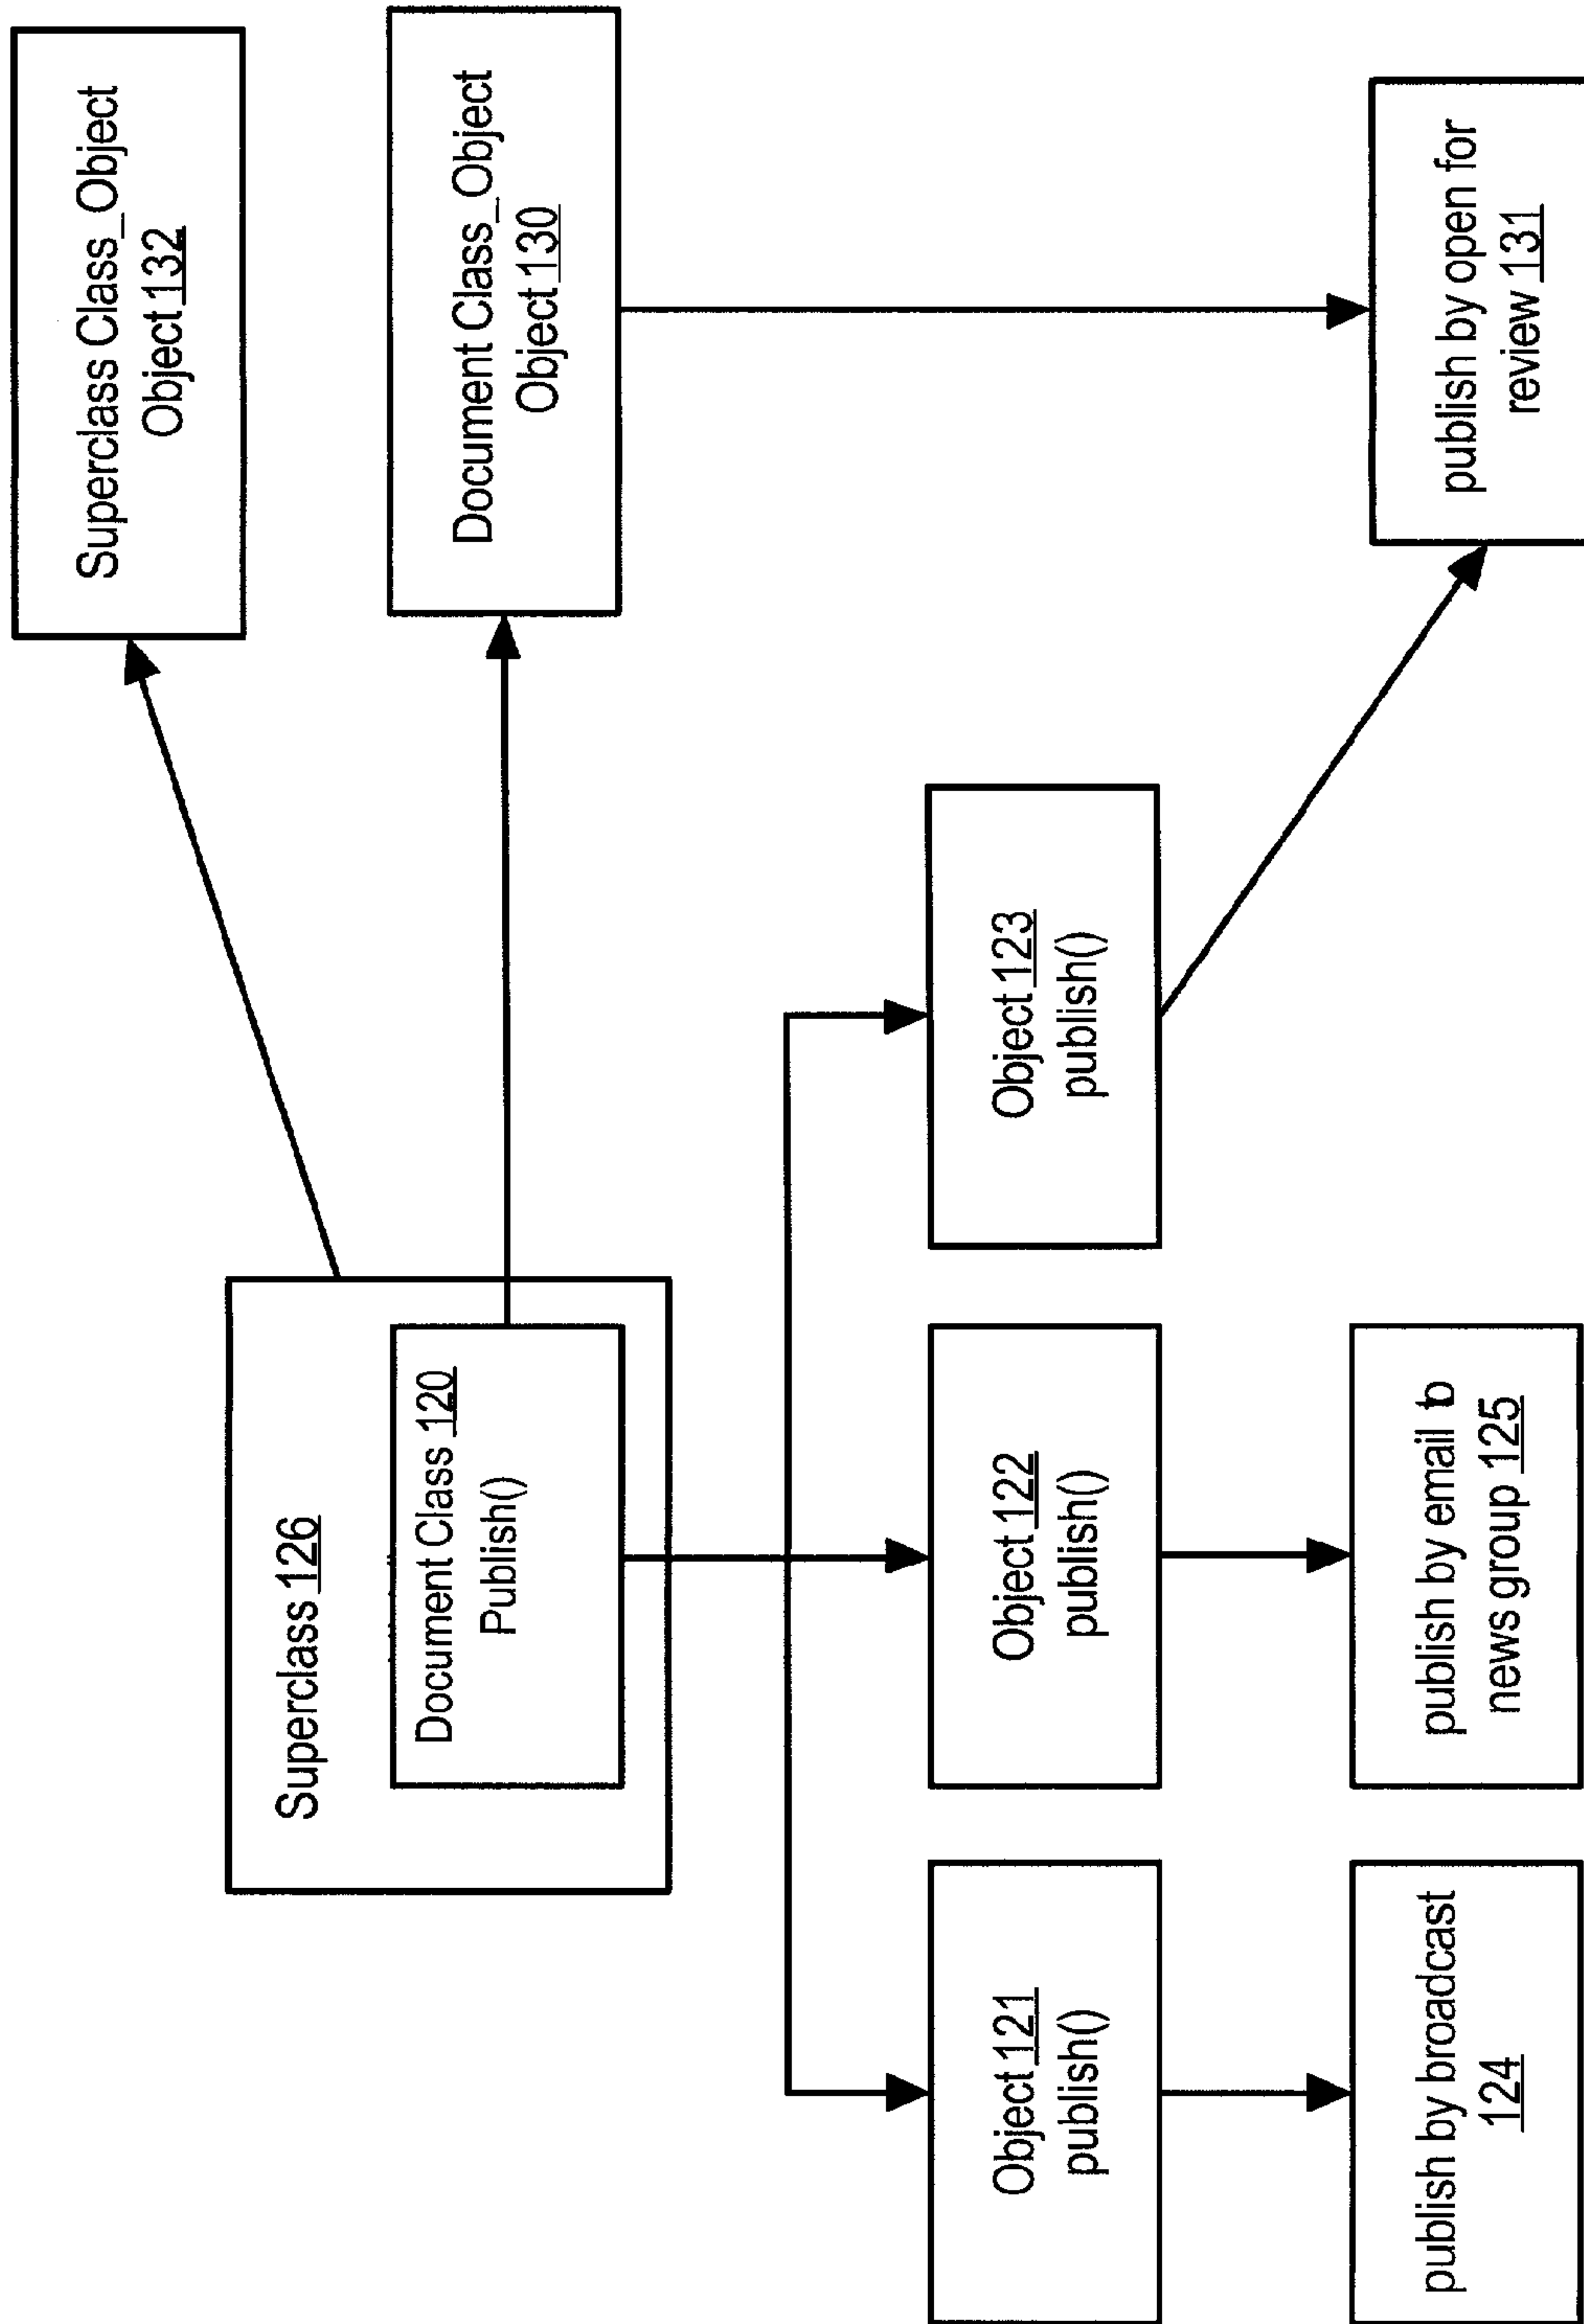 Superclass 126
Document Class 120
Publish()
Superclass Class_Object
Object 132
Document Class_Object
Object 130
Object 121
publish()
Object 122
publish()
Object 123
publish()
publish by broadcast
124
publish by email to
news group 125
publish by open for
review 131